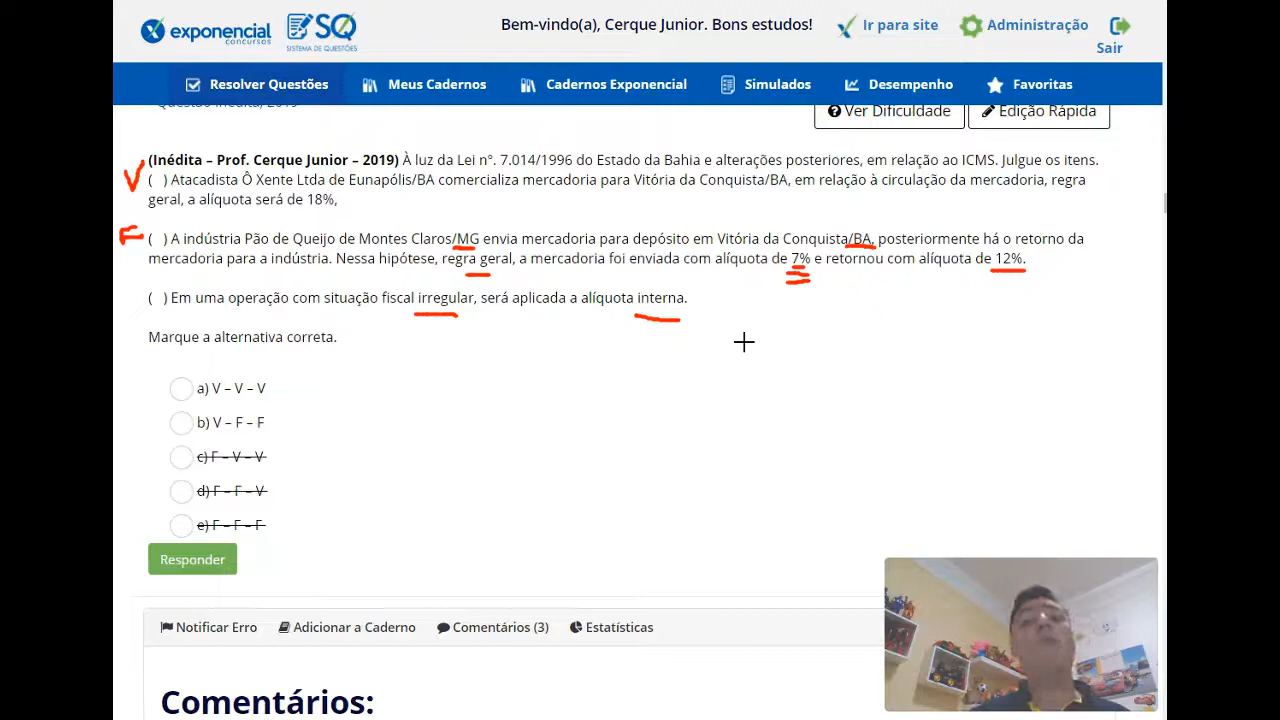 exponencial
concursos
SQ
SISTEMA DE QUESTÕES
Bem-vindo(a), Cerque Junior. Bons estudos!
Ir para site
Administração
Sair
Resolver Questões
Meus Cadernos
Cadernos Exponencial
Simulados
Desempenho
Favoritas
Questão Inédita, 2019
Ver Dificuldade
Edição Rápida
(Inédita – Prof. Cerque Junior – 2019) À luz da Lei n°. 7.014/1996 do Estado da Bahia e alterações posteriores, em relação ao ICMS. Julgue os itens.
V ( ) Atacadista Ô Xente Ltda de Eunapólis/BA comercializa mercadoria para Vitória da Conquista/BA, em relação à circulação da mercadoria, regra
geral, a alíquota será de 18%,
F ( ) A indústria Pão de Queijo de Montes Claros/MG envia mercadoria para depósito em Vitória da Conquista/BA, posteriormente há o retorno da
mercadoria para a indústria. Nessa hipótese, regra geral, a mercadoria foi enviada com alíquota de 7% e retornou com alíquota de 12%.
( ) Em uma operação com situação fiscal irregular, será aplicada a alíquota interna.
Marque a alternativa correta.
a) V – V – V
b) V – F – F
c) F – V – V
d) F – F – V
e) F – F – F
Responder
Notificar Erro
Adicionar a Caderno
Comentários (3)
Estatísticas
Comentários: